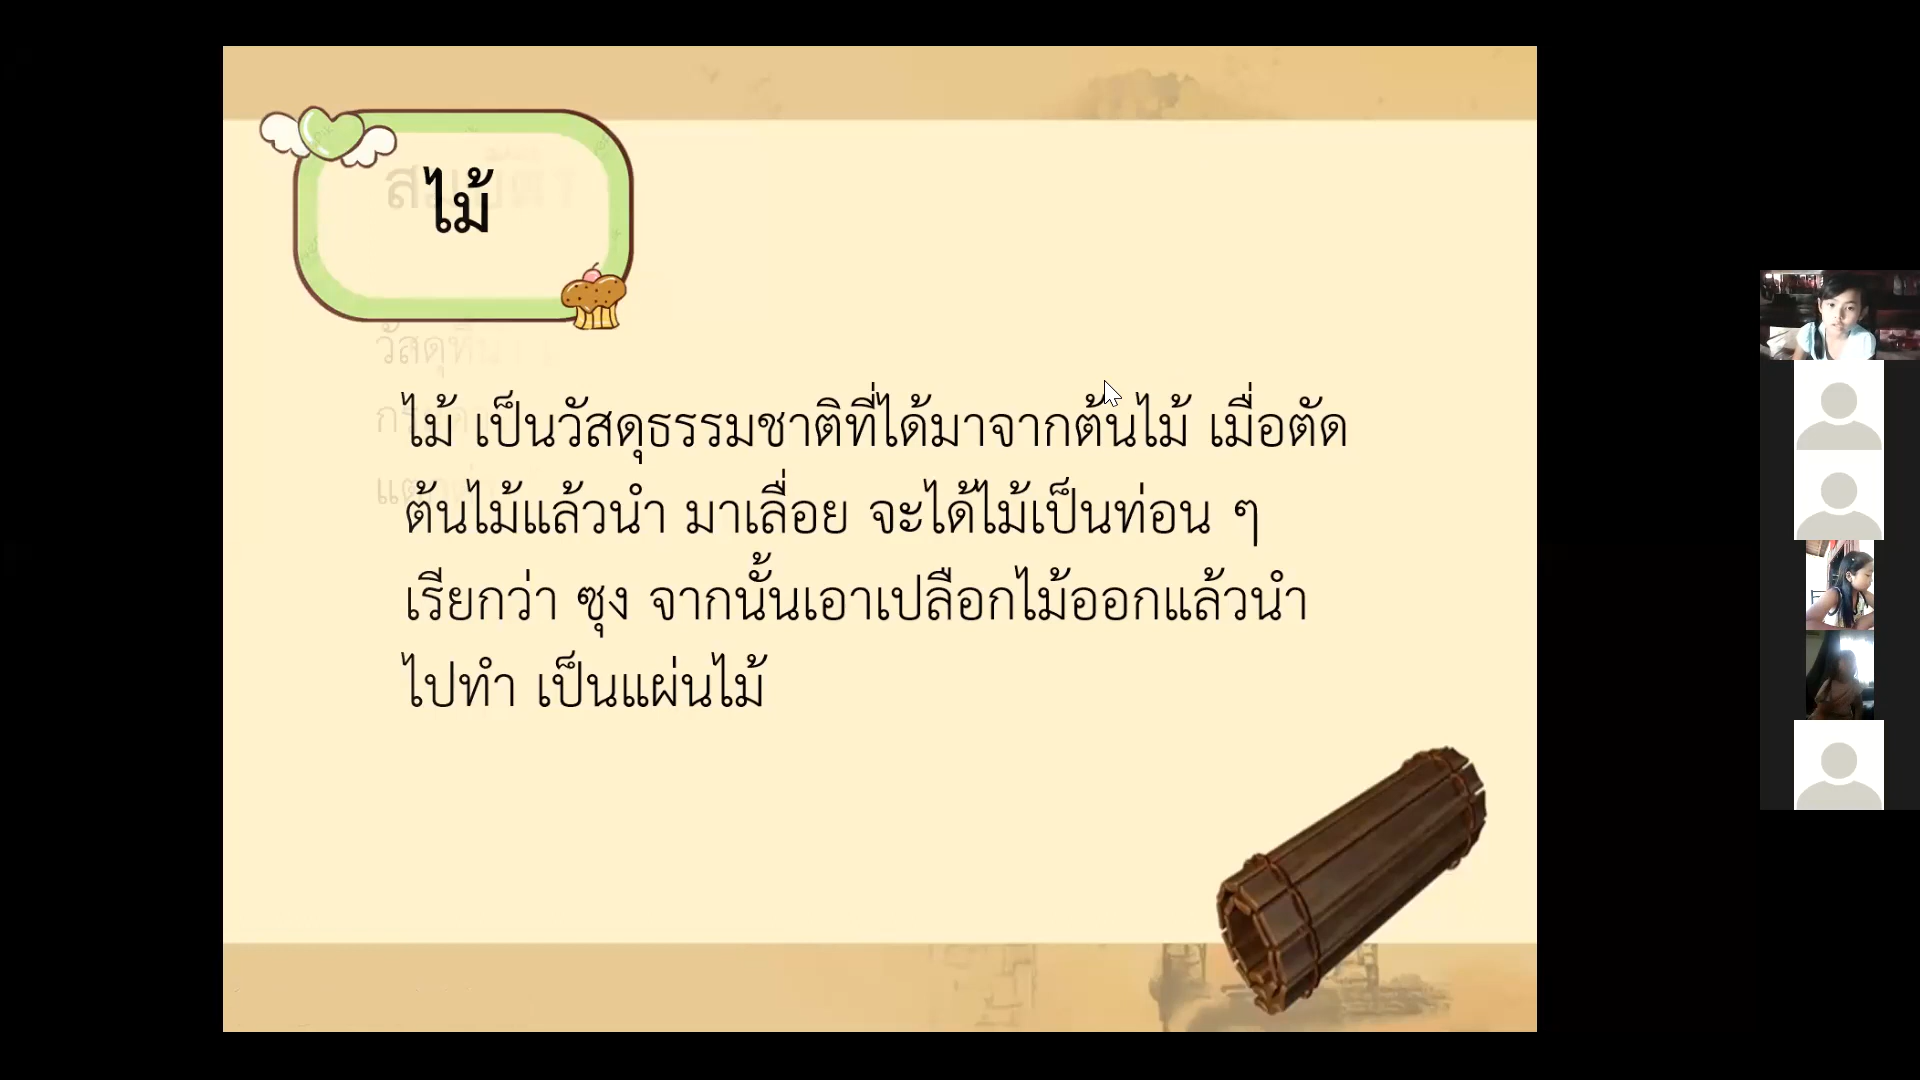 ไม้
ไม้ เป็นวัสดุธรรมชาติที่ได้มาจากต้นไม้ เมื่อตัด
ต้นไม้แล้วนำ มาเลื่อย จะได้ไม้เป็นท่อน ๆ
เรียกว่า ซุง จากนั้นเอาเปลือกไม้ออกแล้วนำ
ไปทำ เป็นแผ่นไม้